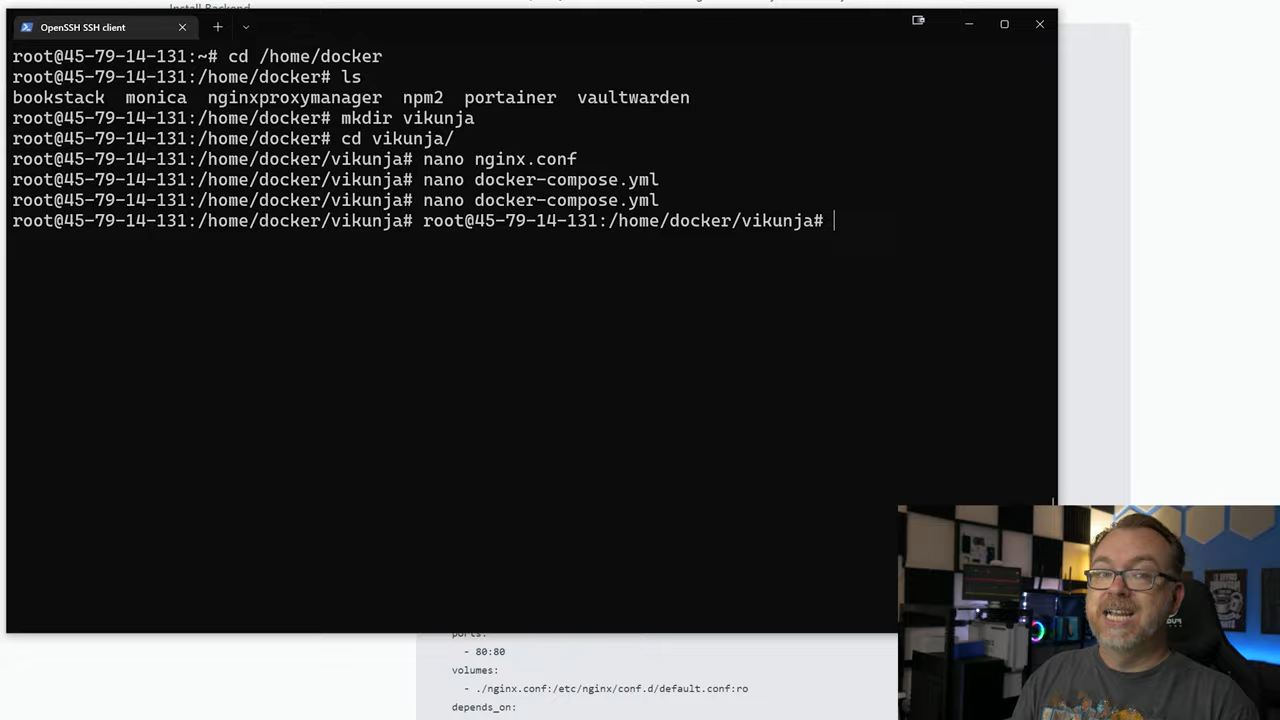 Install Backend
OpenSSH SSH client
root@45-79-14-131:~# cd /home/docker
root@45-79-14-131:/home/docker# ls
bookstack monica nginxproxymanager npm2 portainer vaultwarden
root@45-79-14-131:/home/docker# mkdir vikunja
root@45-79-14-131:/home/docker# cd vikunja/
root@45-79-14-131:/home/docker/vikunja# nano nginx.conf
root@45-79-14-131:/home/docker/vikunja# nano docker-compose.yml
root@45-79-14-131:/home/docker/vikunja# nano docker-compose.yml
root@45-79-14-131:/home/docker/vikunja# root@45-79-14-131:/home/docker/vikunja#
ports:
- 80:80
volumes:
- ./nginx.conf:/etc/nginx/conf.d/default.conf:ro
depends_on: